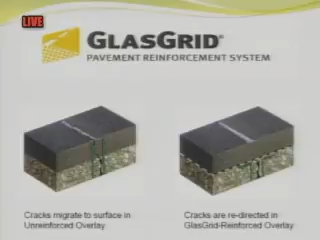 LIVE
GLASGRID®
PAVEMENT REINFORCEMENT SYSTEM
Cracks migrate to surface in
Unreinforced Overlay.
Cracks are re-directed in
GlasGrid-Reinforced Overlay